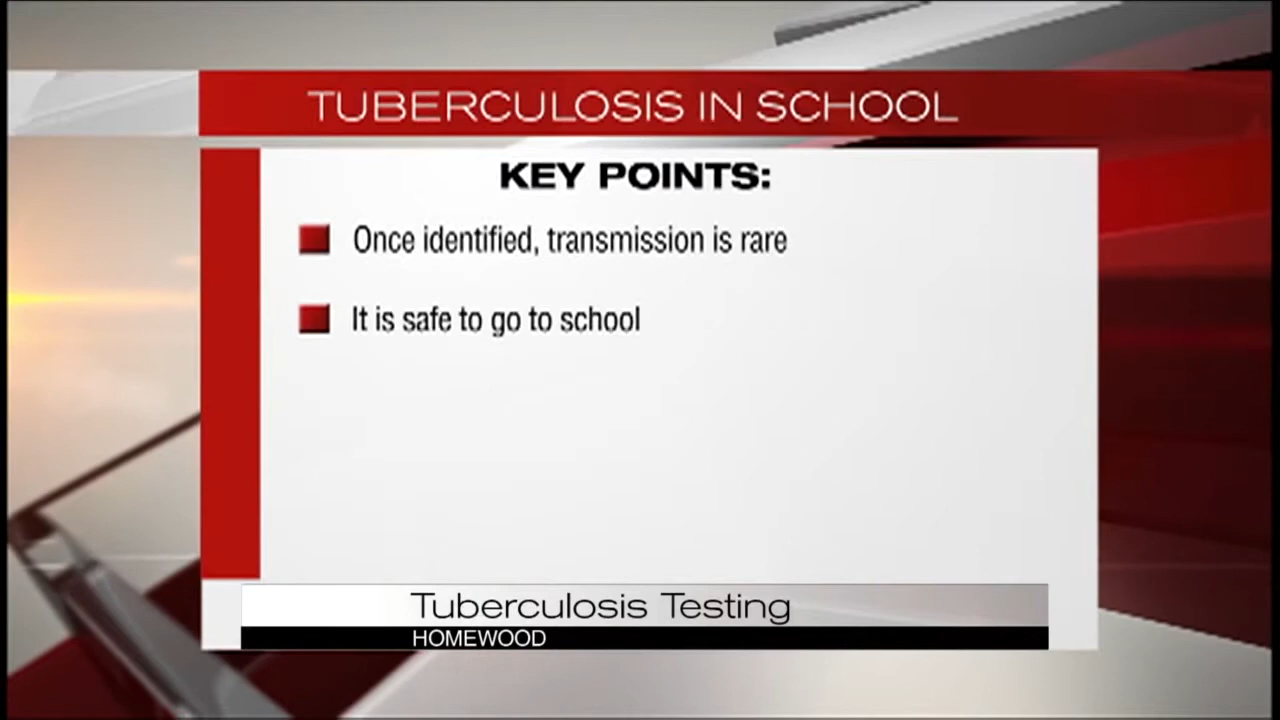 TUBERCULOSIS IN SCHOOL
KEY POINTS:
Once identified, transmission is rare
It is safe to go to school
Tuberculosis Testing
HOMEWOOD